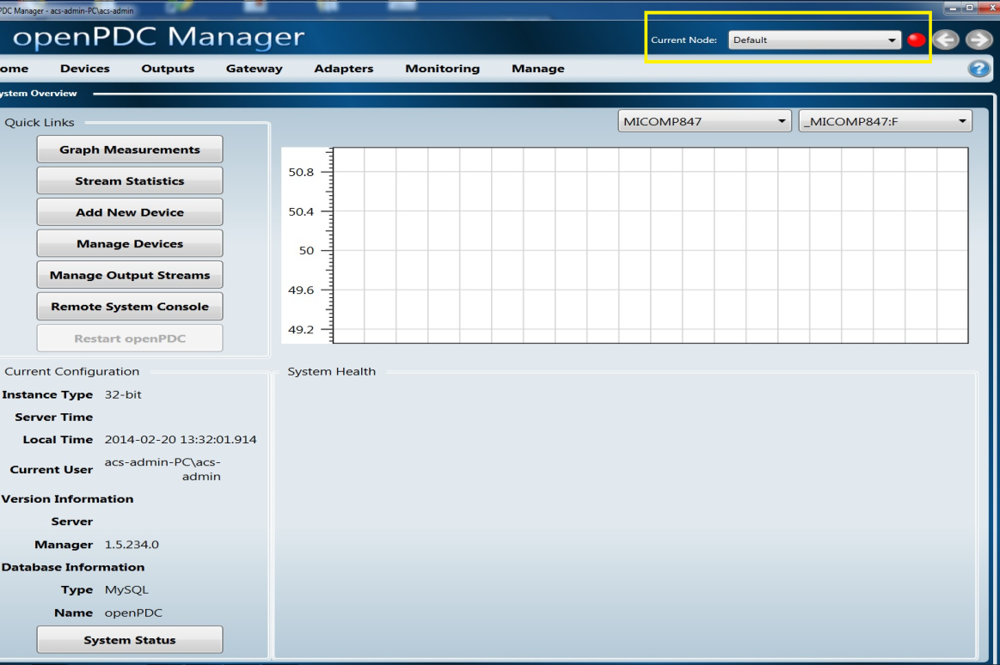 PDC Manager - acs-admin-PC\acs-admin
openPDC Manager
Current Node: Default
ome Devices Outputs Gateway Adapters Monitoring Manage
ystem Overview
Quick Links
MICOMP847 _MICOMP847:F
Graph Measurements
Stream Statistics
Add New Device
Manage Devices
Manage Output Streams
Remote System Console
Restart openPDC
50.8
50.4
50
49.6
49.2
Current Configuration
Instance Type 32-bit
Server Time
Local Time 2014-02-20 13:32:01.914
Current User acs-admin-PC\acs-
admin
Version Information
Server
Manager 1.5.234.0
Database Information
Type MySQL
Name openPDC
System Status
System Health